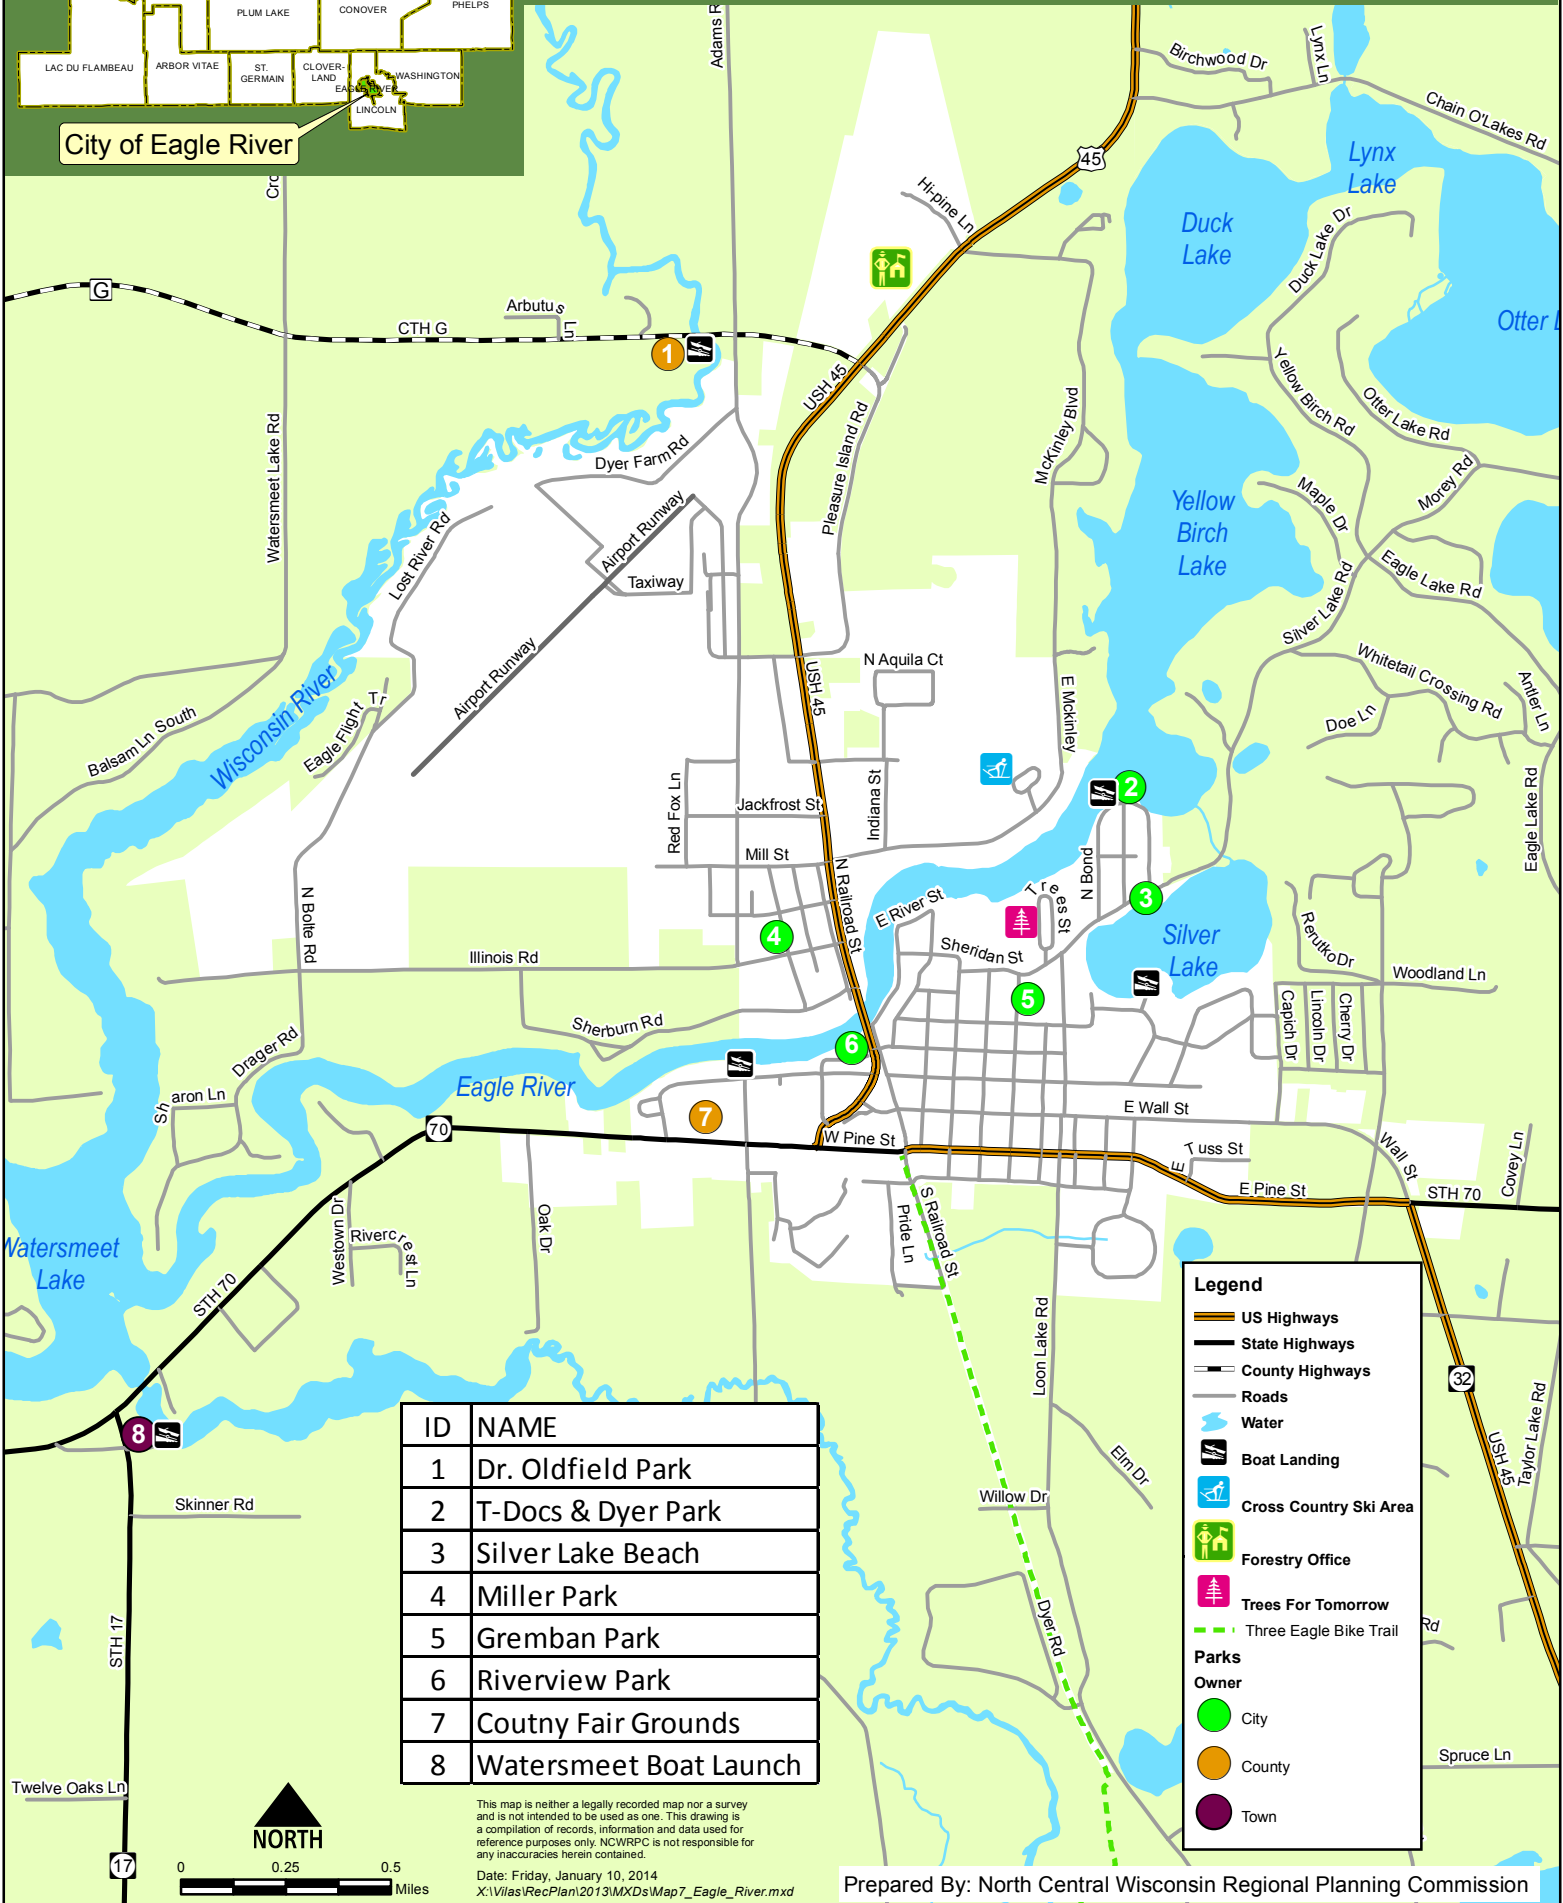 PLUM LAKE
CONOVER
PHELPS
LAC DU FLAMBEAU
ARBOR VITAE
ST.
GERMAIN
CLOVER-
LAND
WASHINGTON
EAGLE RIVER
LINCOLN
City of Eagle River
Adams R
Birchwood Dr
Lynx Ln
Chain O'Lakes Rd
45
Lynx
Lake
Cro
Hi-pine Ln
Duck
Lake
Duck Lake Dr
G
Arbutus Ln
CTH G
Otter L
1
USH 45
Yellow Birch Rd
Otter Lake Rd
Watersmeet Lake Rd
Dyer Farm Rd
Pleasure Island Rd
McKinley Blvd
Morey Rd
Maple Dr
Yellow
Birch
Lake
Lost River Rd
Airport Runway
Taxiway
Eagle Lake Rd
Silver Lake Rd
Airport Runway
N Aquila Ct
USH 45
E Mckinley
Whitetail Crossing Rd
Antler Ln
Doe Ln
Wisconsin River
Eagle Flight Tr
Balsam Ln South
Red Fox Ln
Jackfrost St
Indiana St
2
Eagle Lake Rd
Mill St
N Railroad St
N Bond
Trees St
3
E River St
N Bolte Rd
4
Silver
Lake
Rerutko Dr
Sheridan St
Illinois Rd
Woodland Ln
5
Capich Dr
Lincoln Dr
Cherry Dr
Sherburn Rd
Drager Rd
6
Eagle River
Sharon Ln
7
E Wall St
70
W Pine St
Wall St
E Tuss St
Covey Ln
E Pine St
STH 70
Westown Dr
Rivercrest Ln
Oak Dr
Pride Ln
S Railroad St
Watersmeet
Lake
STH 70
Loon Lake Rd
32
Taylor Lake Rd
USH 45
8
Elm Dr
Skinner Rd
Willow Dr
Dyer Rd
STH 17
Rd
Spruce Ln
Twelve Oaks Ln
17
Legend
US Highways
State Highways
County Highways
Roads
Water
Boat Landing
Cross Country Ski Area
Forestry Office
Trees For Tomorrow
Three Eagle Bike Trail
Parks
Owner
City
County
Town
ID NAME
1 Dr. Oldfield Park
2 T-Docs & Dyer Park
3 Silver Lake Beach
4 Miller Park
5 Gremban Park
6 Riverview Park
7 Coutny Fair Grounds
8 Watersmeet Boat Launch
This map is neither a legally recorded map nor a survey
and is not intended to be used as one. This drawing is
a compilation of records, information and data used for
reference purposes only. NCWRPC is not responsible for
any inaccuracies herein contained.
Date: Friday, January 10, 2014
X:\Vilas\RecPlan\2013\MXDs\Map7_Eagle_River.mxd
NORTH
0 0.25 0.5
Miles
Prepared By: North Central Wisconsin Regional Planning Commission